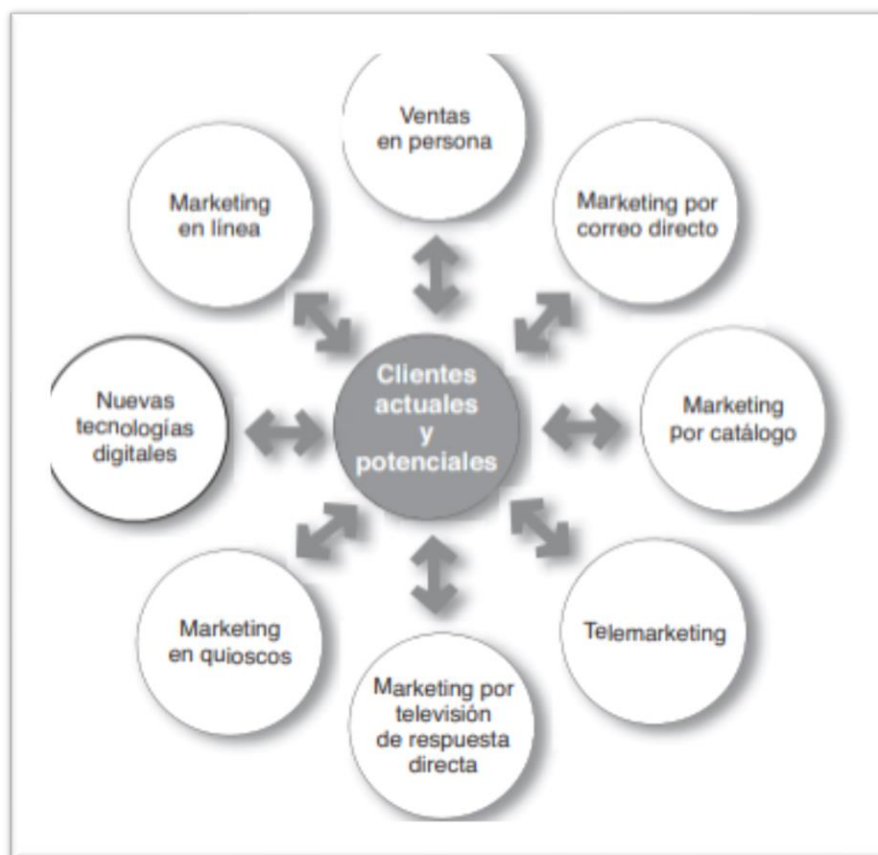 Ventas
en persona
Marketing por
correo directo
Marketing
por catálogo
Telemarketing
Marketing por
televisión
de respuesta
directa
Marketing
en quioscos
Nuevas
tecnologías
digitales
Marketing
en línea
Clientes
actuales
y
potenciales